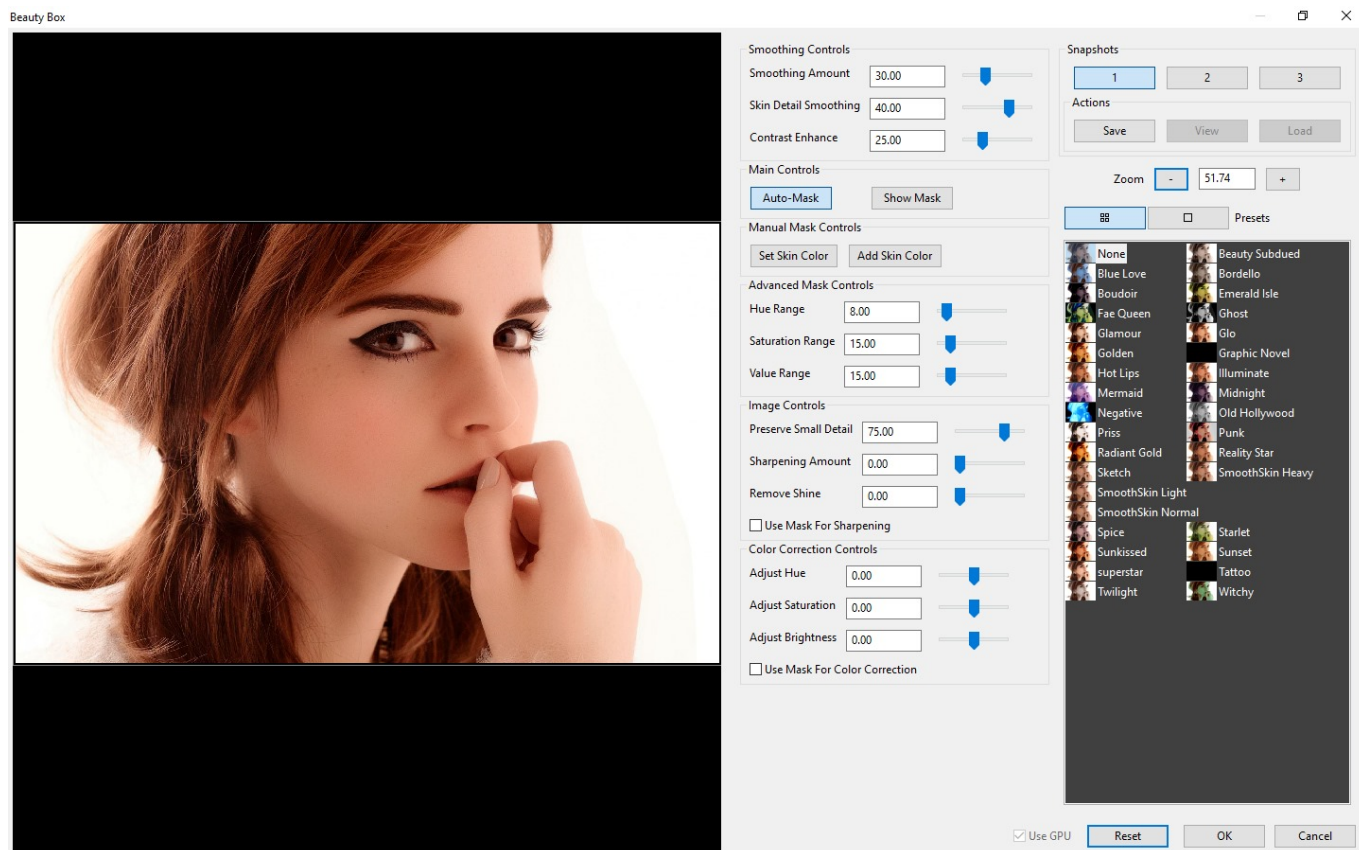 Beauty Box
Smoothing Controls
Smoothing Amount 30.00
Skin Detail Smoothing 40.00
Contrast Enhance 25.00
Main Controls
Auto-Mask Show Mask
Manual Mask Controls
Set Skin Color Add Skin Color
Advanced Mask Controls
Hue Range 8.00
Saturation Range 15.00
Value Range 15.00
Image Controls
Preserve Small Detail 75.00
Sharpening Amount 0.00
Remove Shine 0.00
Use Mask For Sharpening
Color Correction Controls
Adjust Hue 0.00
Adjust Saturation 0.00
Adjust Brightness 0.00
Use Mask For Color Correction
Snapshots
1 2 3
Actions
Save View Load
Zoom - 51.74 +
Presets
None Beauty Subdued
Blue Love Bordello
Boudoir Emerald Isle
Fae Queen Ghost
Glamour Glo
Golden Graphic Novel
Hot Lips Illuminate
Mermaid Midnight
Negative Old Hollywood
Priss Punk
Radiant Gold Reality Star
Sketch SmoothSkin Heavy
SmoothSkin Light
SmoothSkin Normal
Spice Starlet
Sunkissed Sunset
superstar Tattoo
Twilight Witchy
Use GPU Reset OK Cancel